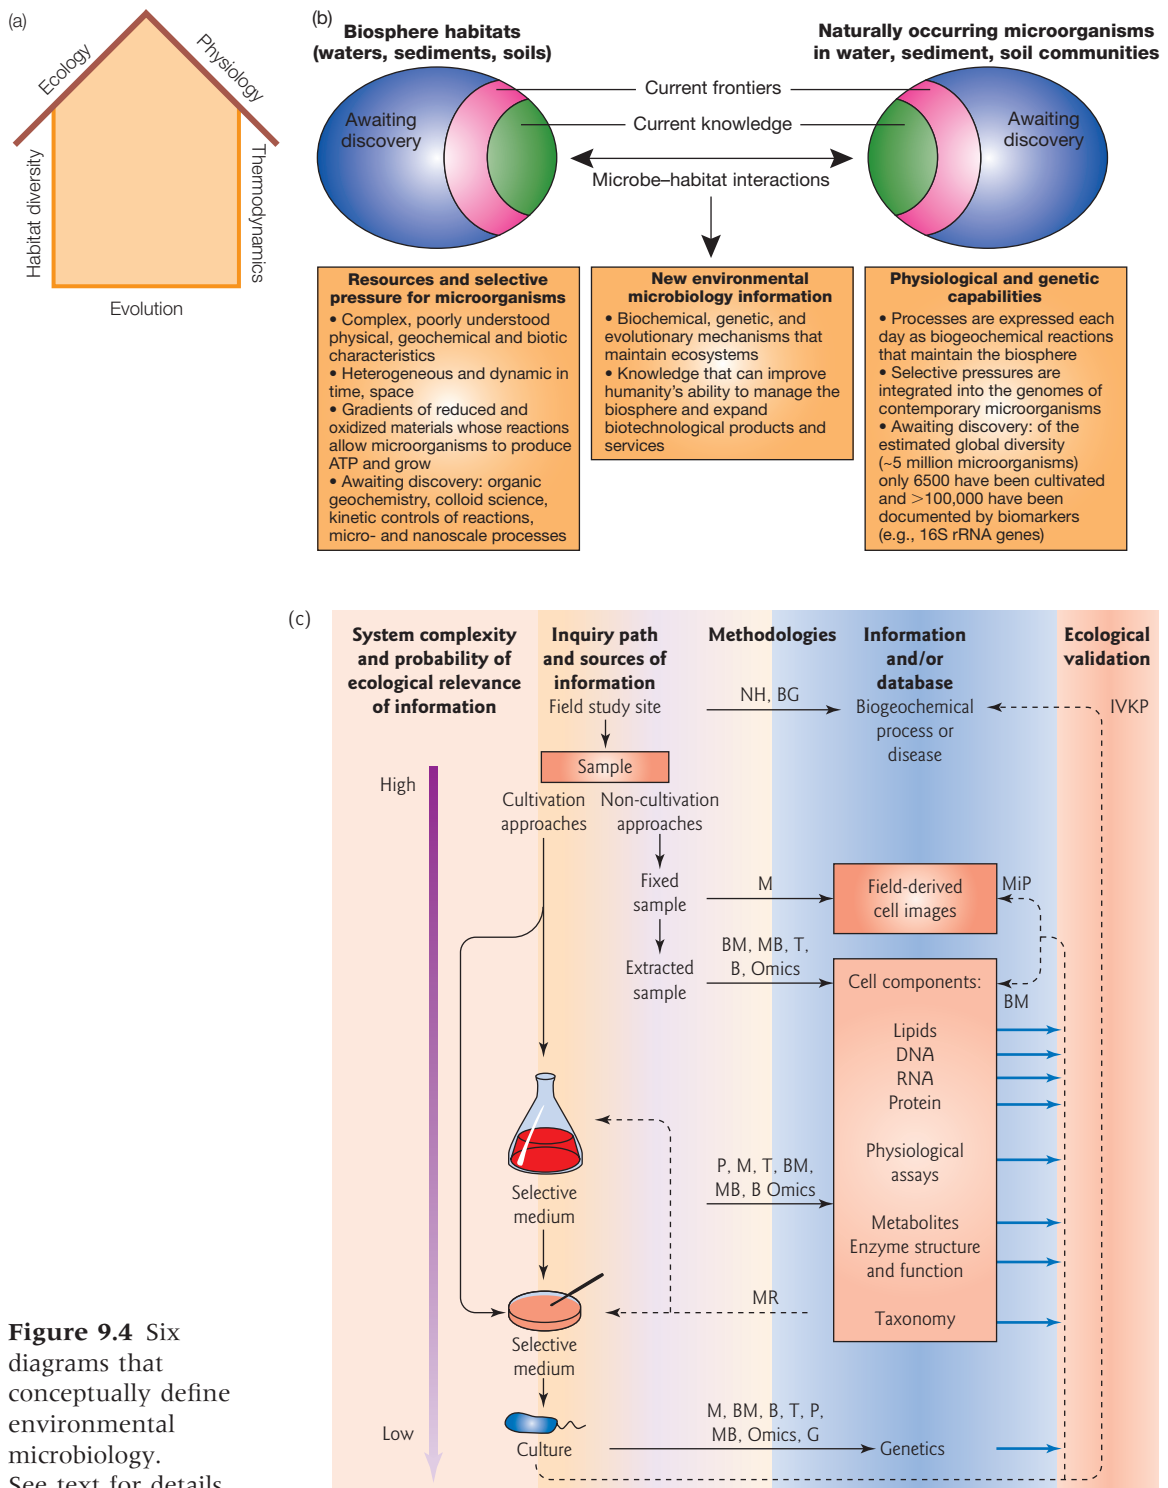 (a)
Ecology
Physiology
Habitat diversity
Thermodynamics
Evolution
(b)
Biosphere habitats
(waters, sediments, soils)
Naturally occurring microorganisms
in water, sediment, soil communities
Current frontiers
Current knowledge
Awaiting
discovery
Awaiting
discovery
Microbe–habitat interactions
Resources and selective
pressure for microorganisms
• Complex, poorly understood
physical, geochemical and biotic
characteristics
• Heterogeneous and dynamic in
time, space
• Gradients of reduced and
oxidized materials whose reactions
allow microorganisms to produce
ATP and grow
• Awaiting discovery: organic
geochemistry, colloid science,
kinetic controls of reactions,
micro- and nanoscale processes
New environmental
microbiology information
• Biochemical, genetic, and
evolutionary mechanisms that
maintain ecosystems
• Knowledge that can improve
humanity's ability to manage the
biosphere and expand
biotechnological products and
services
Physiological and genetic
capabilities
• Processes are expressed each
day as biogeochemical reactions
that maintain the biosphere
• Selective pressures are
integrated into the genomes of
contemporary microorganisms
• Awaiting discovery: of the
estimated global diversity
(~5 million microorganisms)
only 6500 have been cultivated
and >100,000 have been
documented by biomarkers
(e.g., 16S rRNA genes)
(c)
System complexity
and probability of
ecological relevance
of information
Inquiry path
and sources of
information
Methodologies
Information
and/or
database
Ecological
validation
Field study site
NH, BG
Biogeochemical
process or
disease
IVKP
High
Sample
Cultivation
approaches
Non-cultivation
approaches
Fixed
sample
M
Field-derived
cell images
MiP
Extracted
sample
BM, MB, T,
B, Omics
Cell components:
BM
Lipids
DNA
RNA
Protein
Physiological
assays
Metabolites
Enzyme structure
and function
Taxonomy
Selective
medium
P, M, T, BM,
MB, B Omics
MR
Selective
medium
Low
Culture
M, BM, B, T, P,
MB, Omics, G
Genetics
Figure 9.4 Six
diagrams that
conceptually define
environmental
microbiology.
See text for details